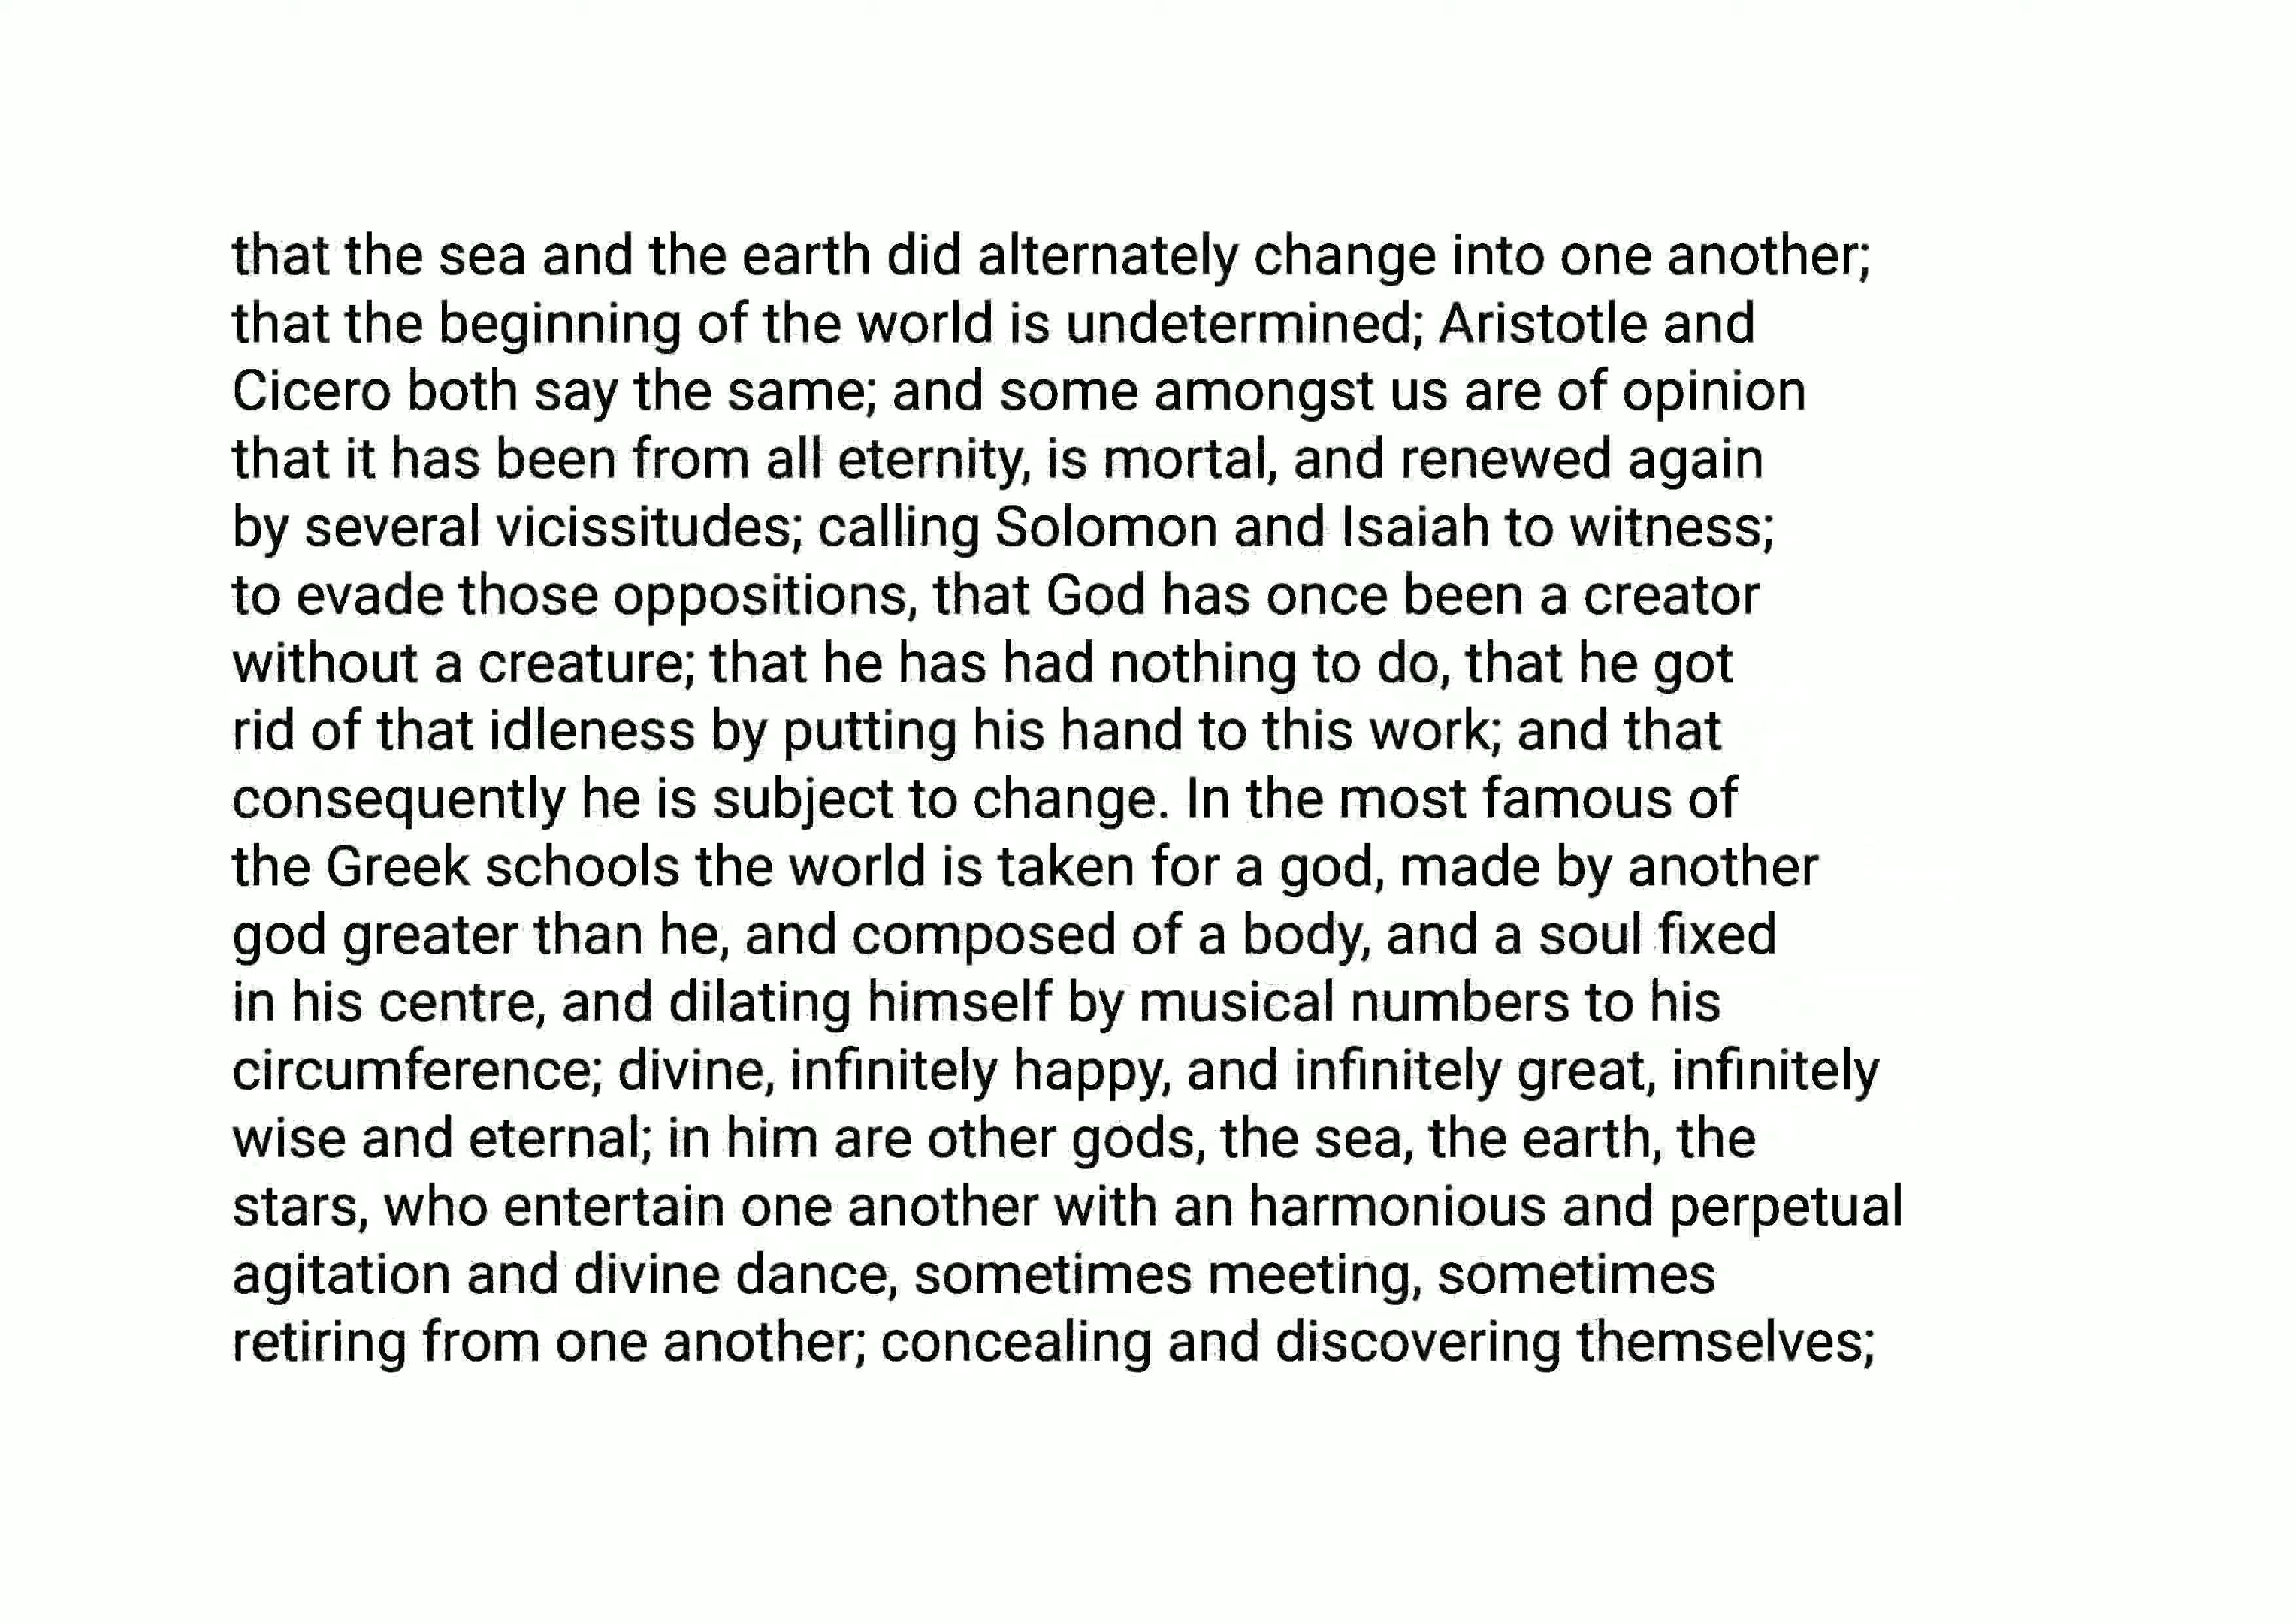 that the sea and the earth did alternately change into one another;
that the beginning of the world is undetermined; Aristotle and
Cicero both say the same; and some amongst us are of opinion
that it has been from all eternity, is mortal, and renewed again
by several vicissitudes; calling Solomon and Isaiah to witness;
to evade those oppositions, that God has once been a creator
without a creature; that he has had nothing to do, that he got
rid of that idleness by putting his hand to this work; and that
consequently he is subject to change. In the most famous of
the Greek schools the world is taken for a god, made by another
god greater than he, and composed of a body, and a soul fixed
in his centre, and dilating himself by musical numbers to his
circumference; divine, infinitely happy, and infinitely great, infinitely
wise and eternal; in him are other gods, the sea, the earth, the
stars, who entertain one another with an harmonious and perpetual
agitation and divine dance, sometimes meeting, sometimes
retiring from one another; concealing and discovering themselves;